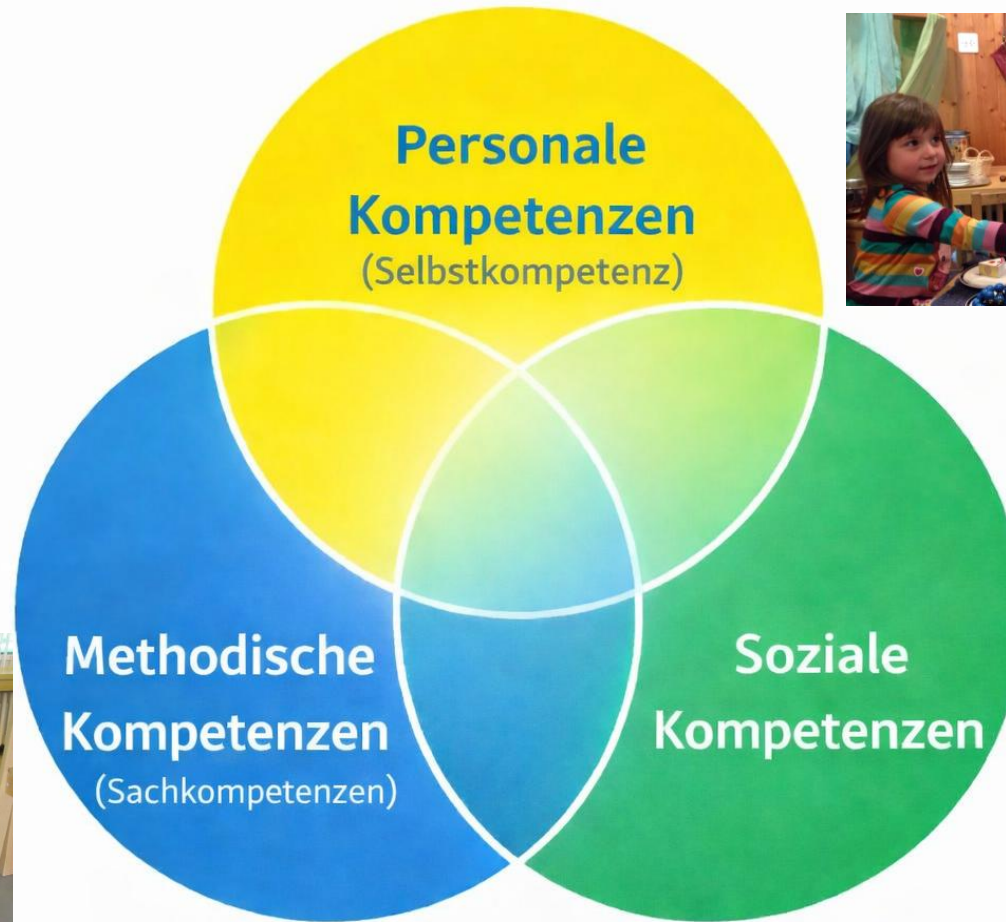 Personale
Kompetenzen
(Selbstkompetenz)
Methodische
Kompetenzen
(Sachkompetenzen)
Soziale
Kompetenzen